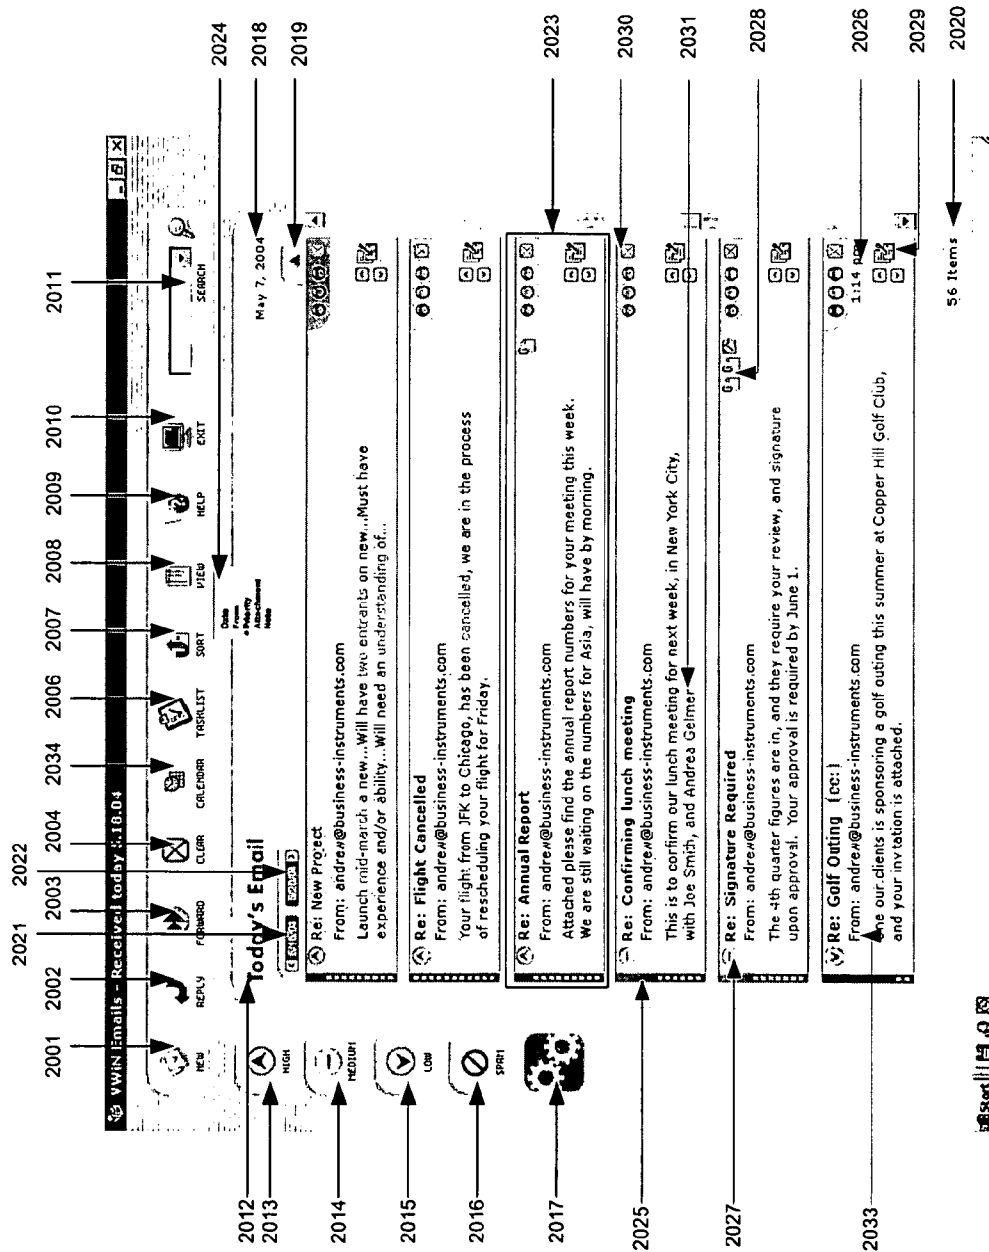 2021
2022
2001
2002
2003
2004
2034
2006
2007
2008
2009
2010
2011
VWiN Emails - Received today 5.18.04
NEW
REPLY
FORWARD
CLEAR
CALENDAR
TASKLIST
SORT
VIEW
HELP
EXIT
SEARCH
2024
Date
From
Priority
Attachment
Note
2012
2013
Today's Email
May 7, 2004
2018
2019
HIGH
2014
MEDIUM
2015
LOW
2016
SPAM
2017
Re: New Project
From: andrew@business-instruments.com
Launch mid-march a new...Will have two entrants on new...Must have
experience and/or ability...Will need an understanding of...
Re: Flight Cancelled
From: andrew@business-instruments.com
Your flight from JFK to Chicago, has been cancelled, we are in the process
of rescheduling your flight for Friday.
Re: Annual Report
From: andrew@business-instruments.com
Attached please find the annual report numbers for your meeting this week.
We are still waiting on the numbers for Asia, will have by morning.
2023
2030
2025
Re: Confirming lunch meeting
From: andrew@business-instruments.com
This is to confirm our lunch meeting for next week, in New York City,
with Joe Smith, and Andrea Gelmer
2031
2028
2027
Re: Signature Required
From: andrew@business-instruments.com
The 4th quarter figures are in, and they require your review, and signature
upon approval. Your approval is required by June 1.
2026
2033
Re: Golf Outing (cc:)
1:14 pm
From: andrew@business-instruments.com
One our clients is sponsoring a golf outing this summer at Copper Hill Golf Club,
and your invitation is attached.
2029
56 Items
2020
Start